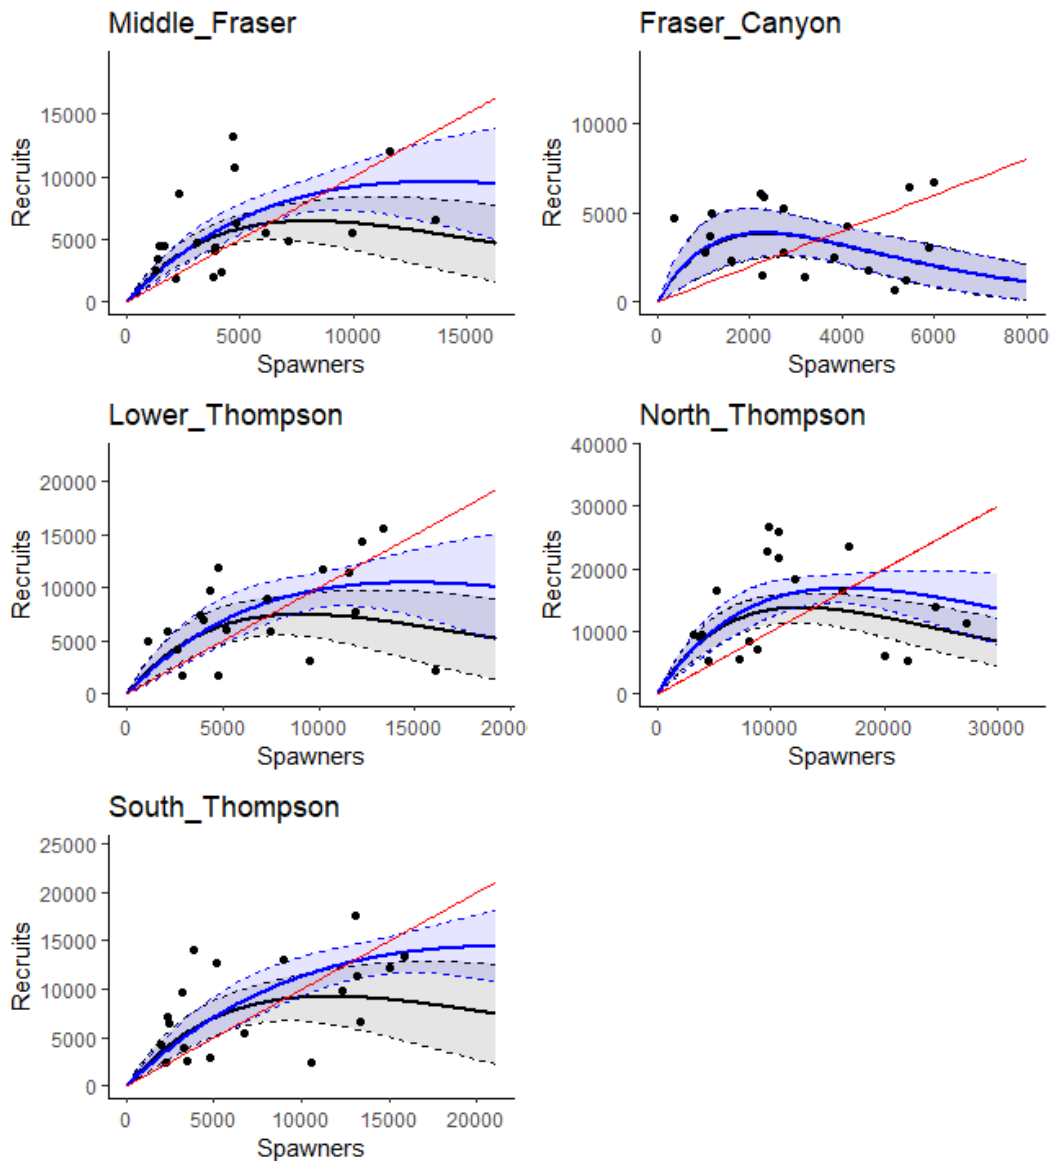 Middle_Fraser
Recruits
15000
10000
5000
0
0 5000 10000 15000
Spawners
Fraser_Canyon
Recruits
10000
5000
0
0 2000 4000 6000 8000
Spawners
Lower_Thompson
Recruits
20000
15000
10000
5000
0
0 5000 10000 15000 2000
Spawners
North_Thompson
Recruits
40000
30000
20000
10000
0
0 10000 20000 30000
Spawners
South_Thompson
Recruits
25000
20000
15000
10000
5000
0
0 5000 10000 15000 20000
Spawners